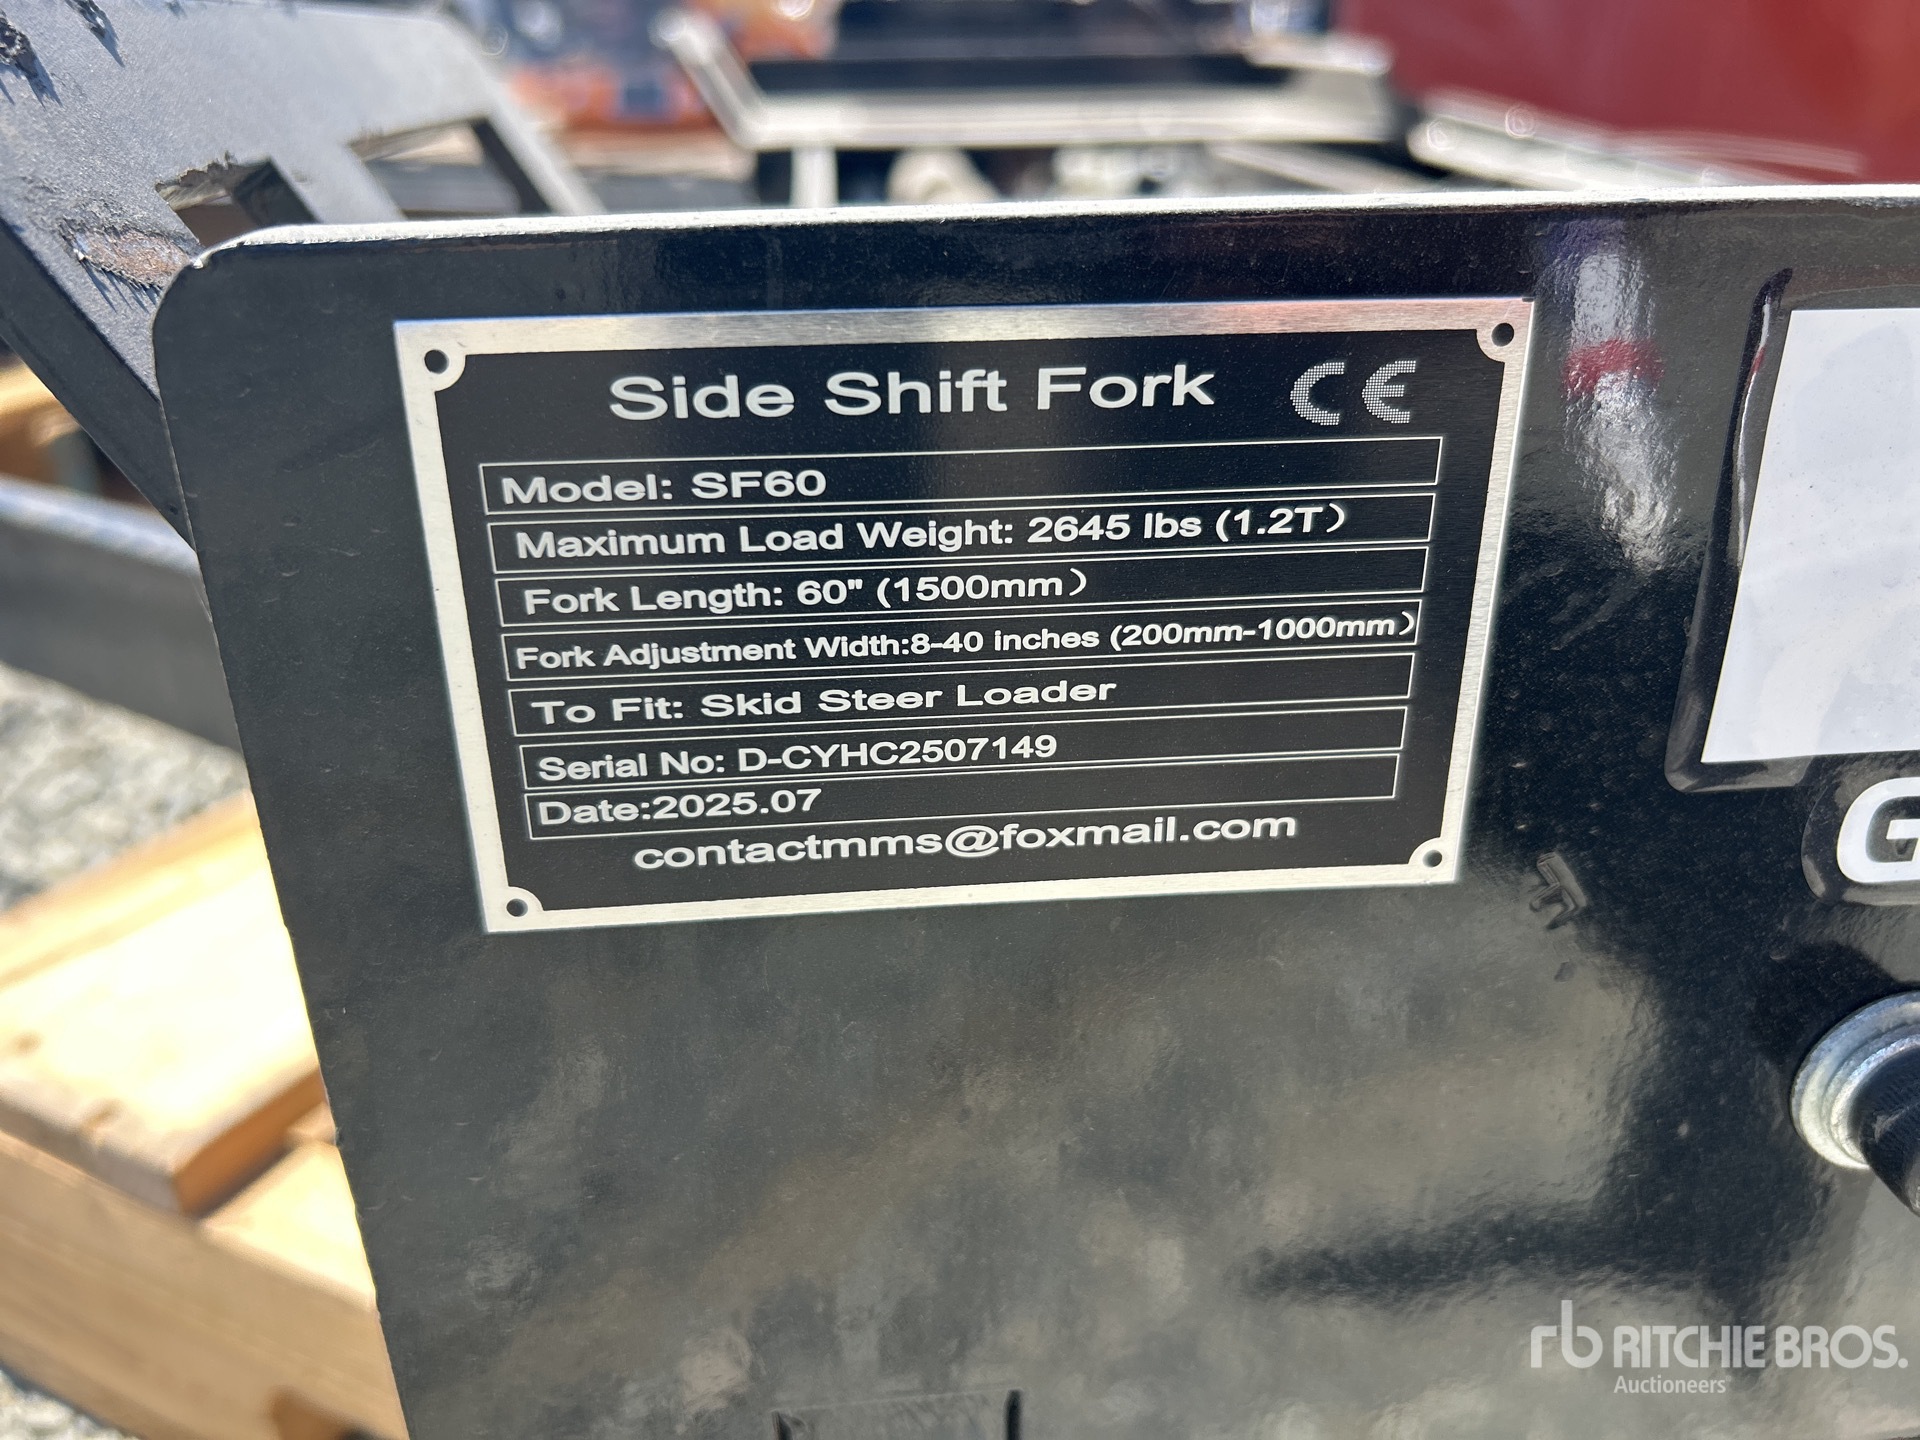 Side Shift Fork CE
Model: SF60
Maximum Load Weight: 2645 lbs (1.2T)
Fork Length: 60" (1500mm)
Fork Adjustment Width:8-40 inches (200mm-1000mm)
To Fit: Skid Steer Loader
Serial No: D-CYHC2507149
Date:2025.07
contactmms@foxmail.com
G
rb RITCHIE BROS.
Auctioneers